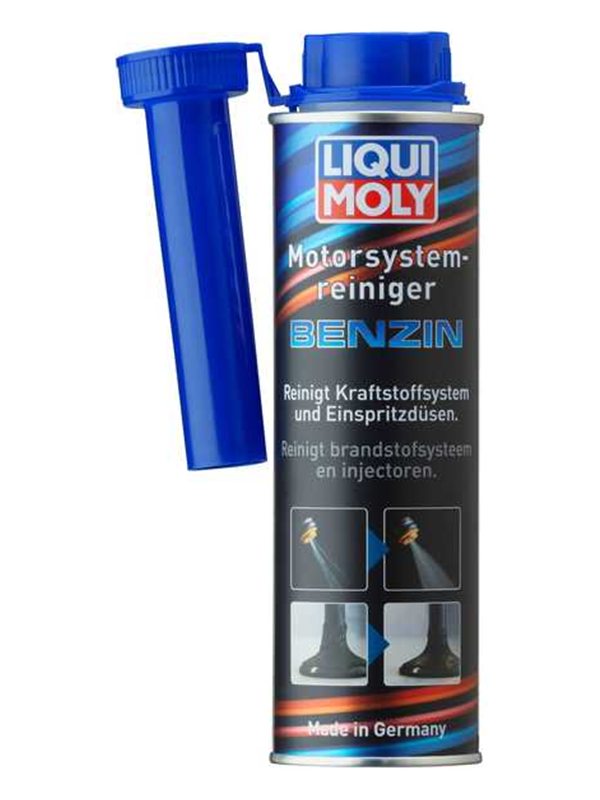 LIQUI
MOLY
Motorsystem-
reiniger
BENZIN
Reinigt Kraftstoffsystem
und Einspritzdüsen.
Reinigt brandstofsysteem
en injectoren.
Made in Germany